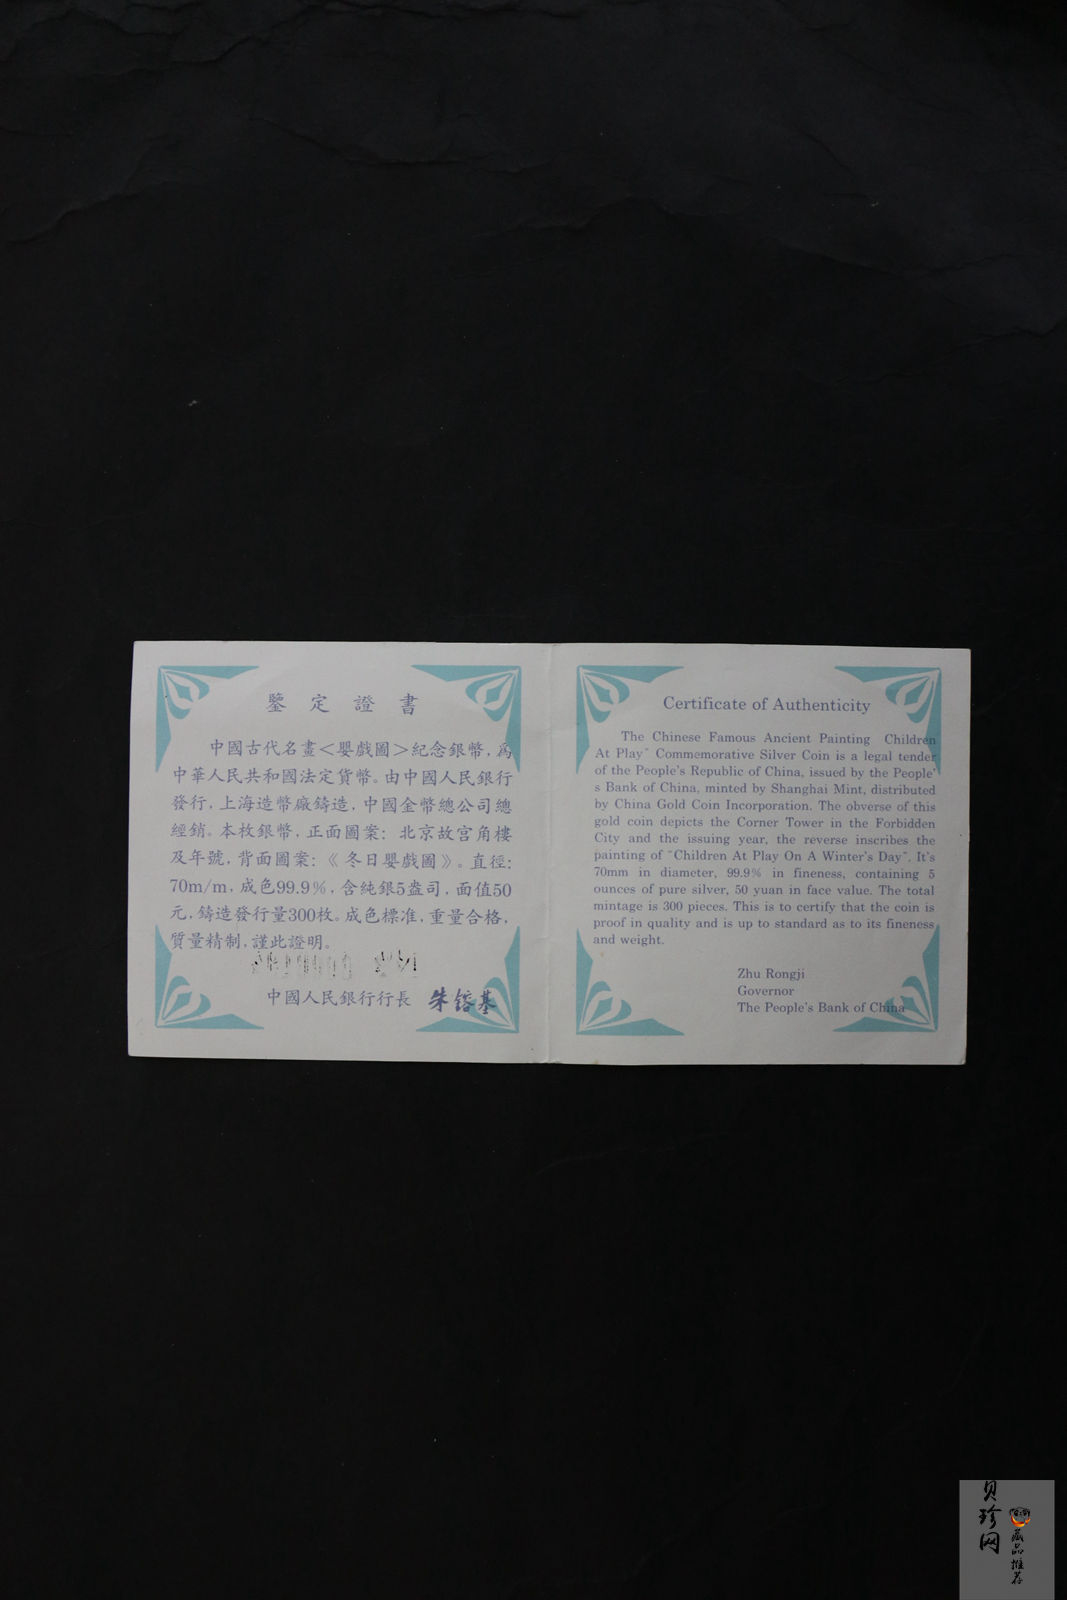 鑒定證書
中國古代名畫＜嬰戲圖＞紀念銀幣，爲
中華人民共和國法定貨幣。由中國人民銀行
發行，上海造幣廠鑄造，中國金幣總公司總
經銷。本枚銀幣，正面圖案：北京故宮角樓
及年號，背面圖案：《冬日嬰戲圖》。直徑：
70m/m，成色99.9%，含純銀5盎司，面值50
元，鑄造發行量300枚。成色標准，重量合格，
質量精制，謹此證明。
中國人民銀行行長 朱鎔基
Certificate of Authenticity
The Chinese Famous Ancient Painting Children
At Play" Commemorative Silver Coin is a legal tender
of the People's Republic of China, issued by the People'
s Bank of China, minted by Shanghai Mint, distributed
by China Gold Coin Incorporation. The obverse of this
gold coin depicts the Corner Tower in the Forbidden
City and the issuing year, the reverse inscribes the
painting of "Children At Play On A Winter's Day". It's
70mm in diameter, 99.9% in fineness, containing 5
ounces of pure silver, 50 yuan in face value. The total
mintage is 300 pieces. This is to certify that the coin is
proof in quality and is up to standard as to its fineness
and weight.
Zhu Rongji
Governor
The People's Bank of China
贝珍网
藏品推荐